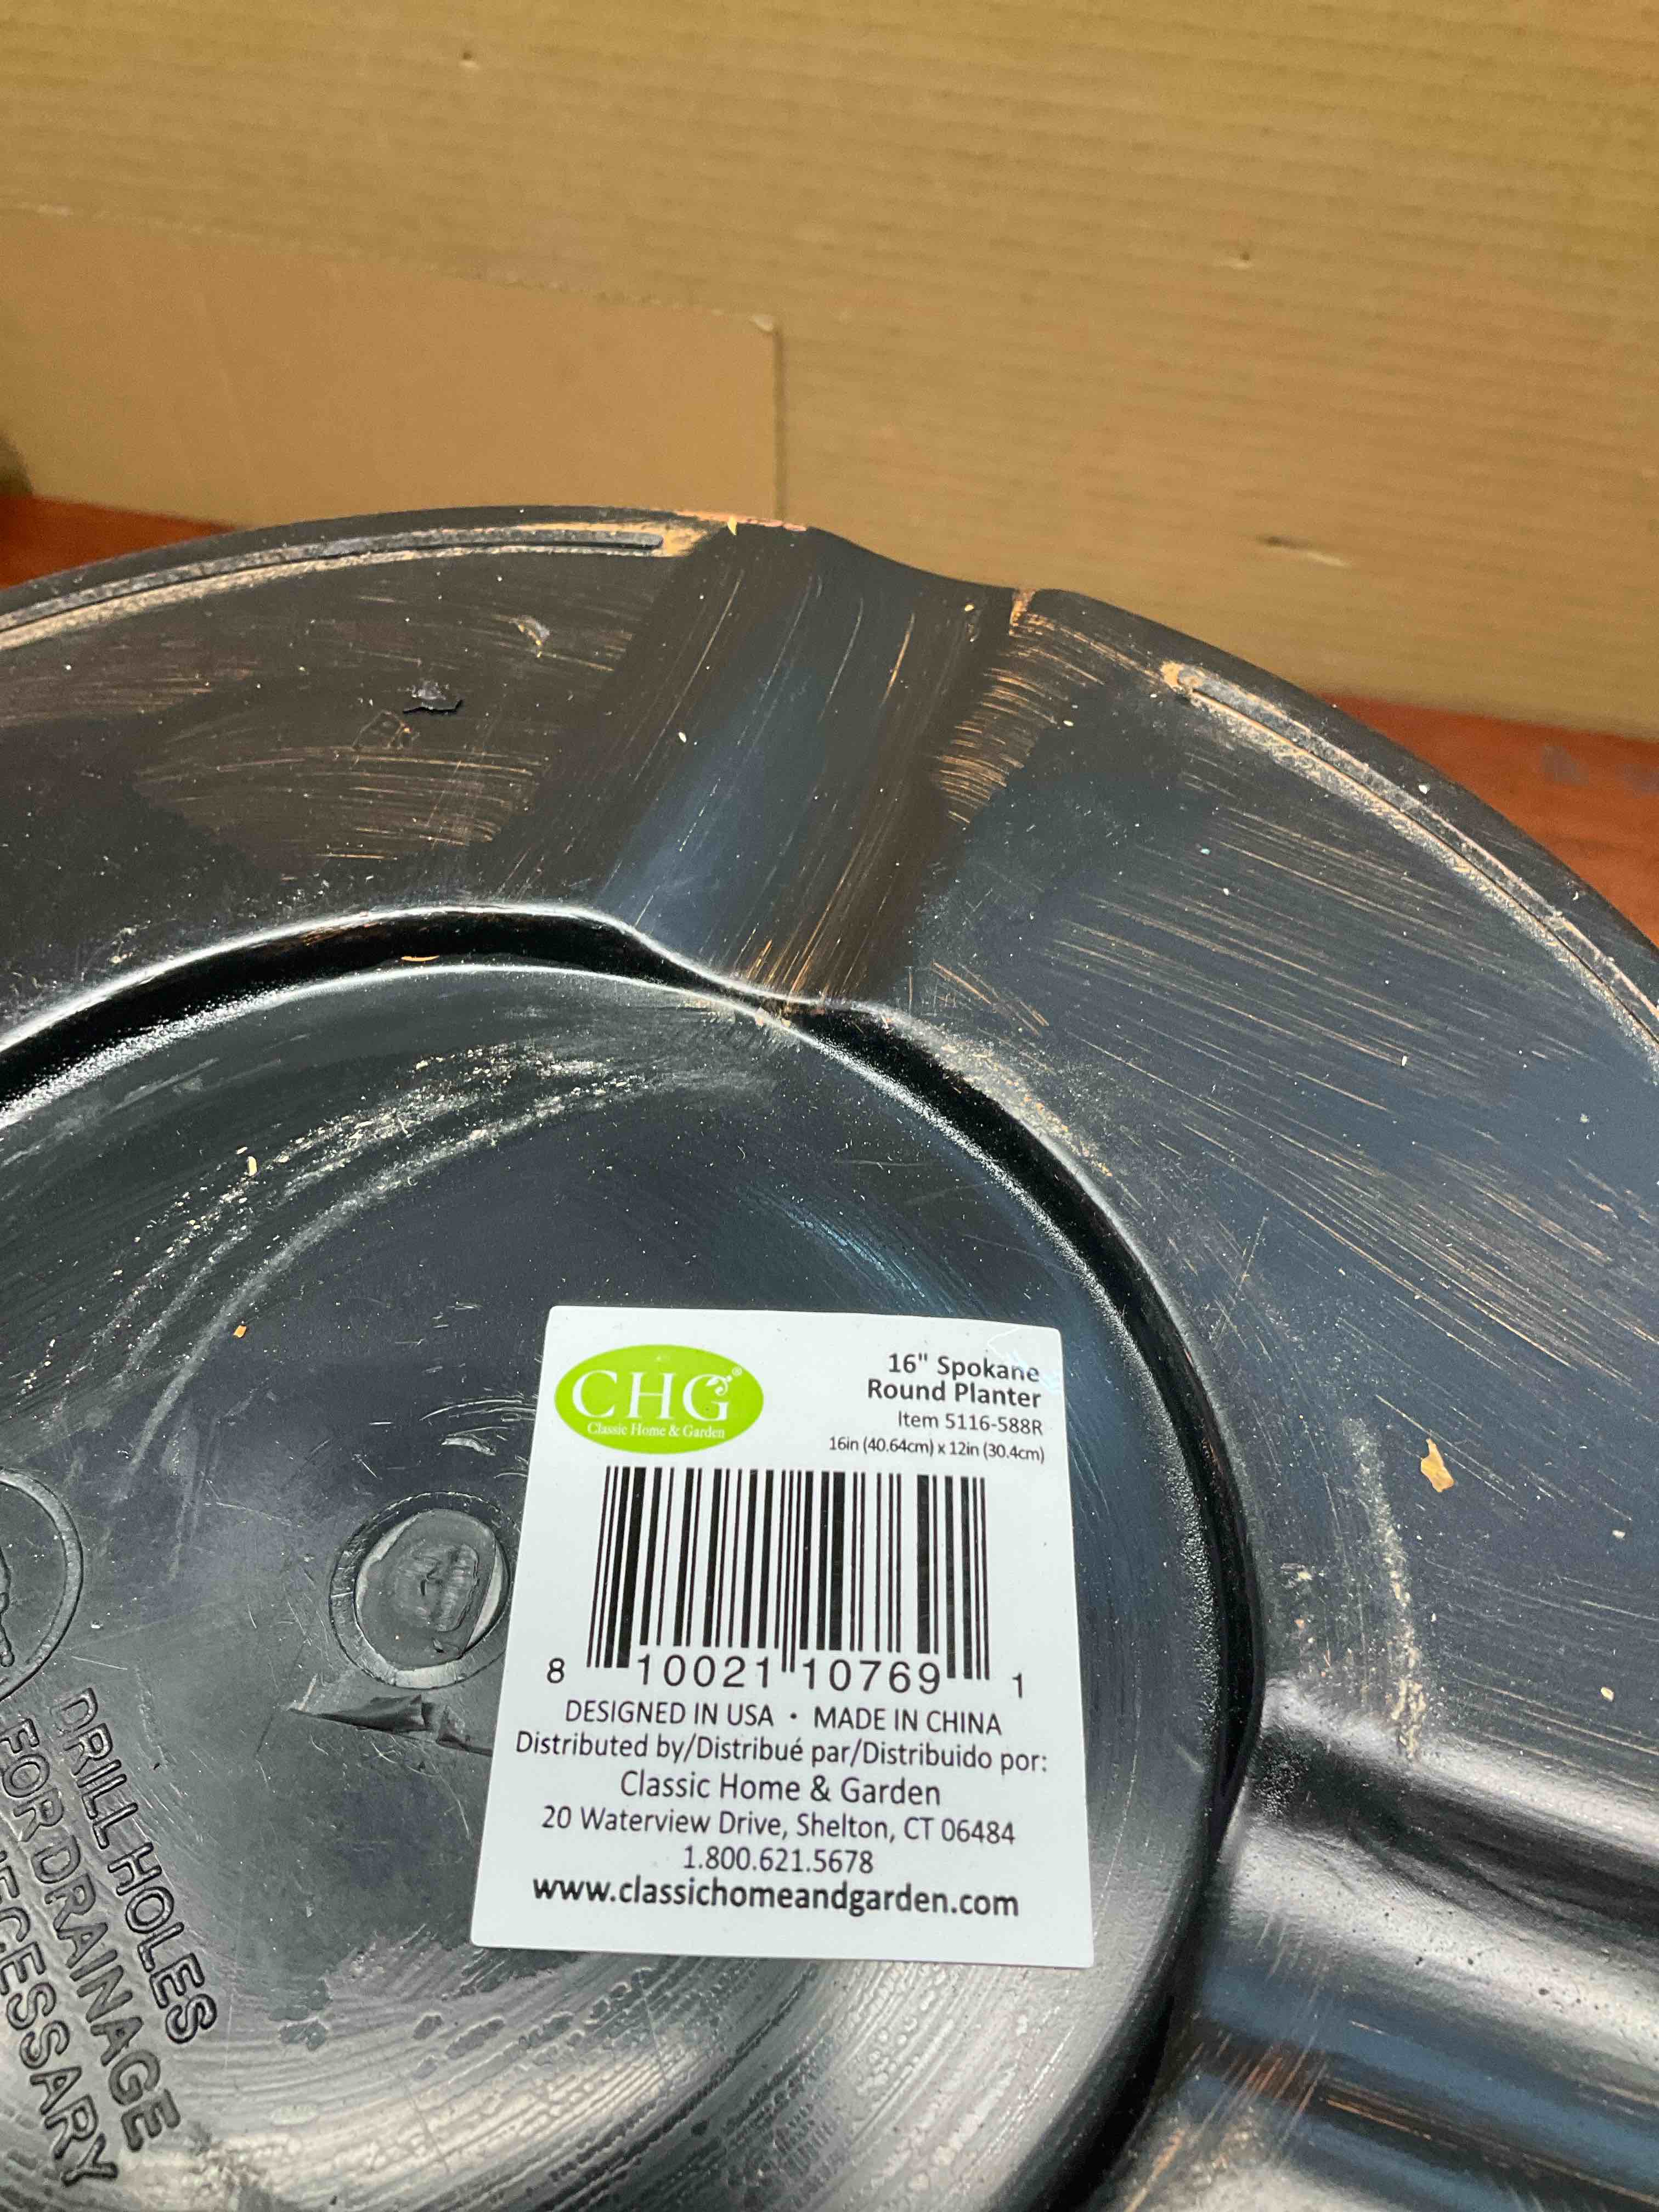 CHG®
Classic Home & Garden
16" Spokane
Round Planter
Item 5116-588R
16in (40.64cm) x 12in (30.4cm)
8 10021 10769 1
DESIGNED IN USA • MADE IN CHINA
Distributed by/Distribué par/Distribuido por:
Classic Home & Garden
20 Waterview Drive, Shelton, CT 06484
1.800.621.5678
www.classichomeandgarden.com
DRILL HOLES
FOR DRAINAGE